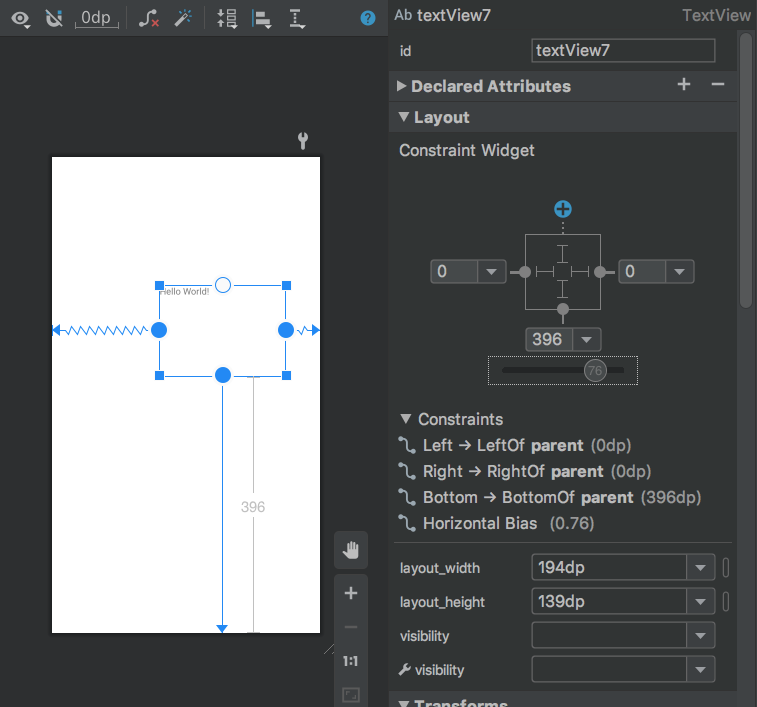 0dp
?
Ab textView7 TextView
id textView7
Declared Attributes + −
Layout
Constraint Widget
0 0
396
76
Hello World!
396
Constraints
Left → LeftOf parent (0dp)
Right → RightOf parent (0dp)
Bottom → BottomOf parent (396dp)
Horizontal Bias (0.76)
layout_width 194dp
layout_height 139dp
visibility
visibility
Transforms
1:1